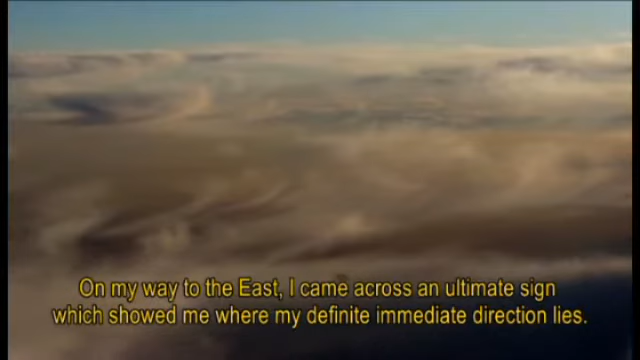 On my way to the East, I came across an ultimate sign
which showed me where my definite immediate direction lies.